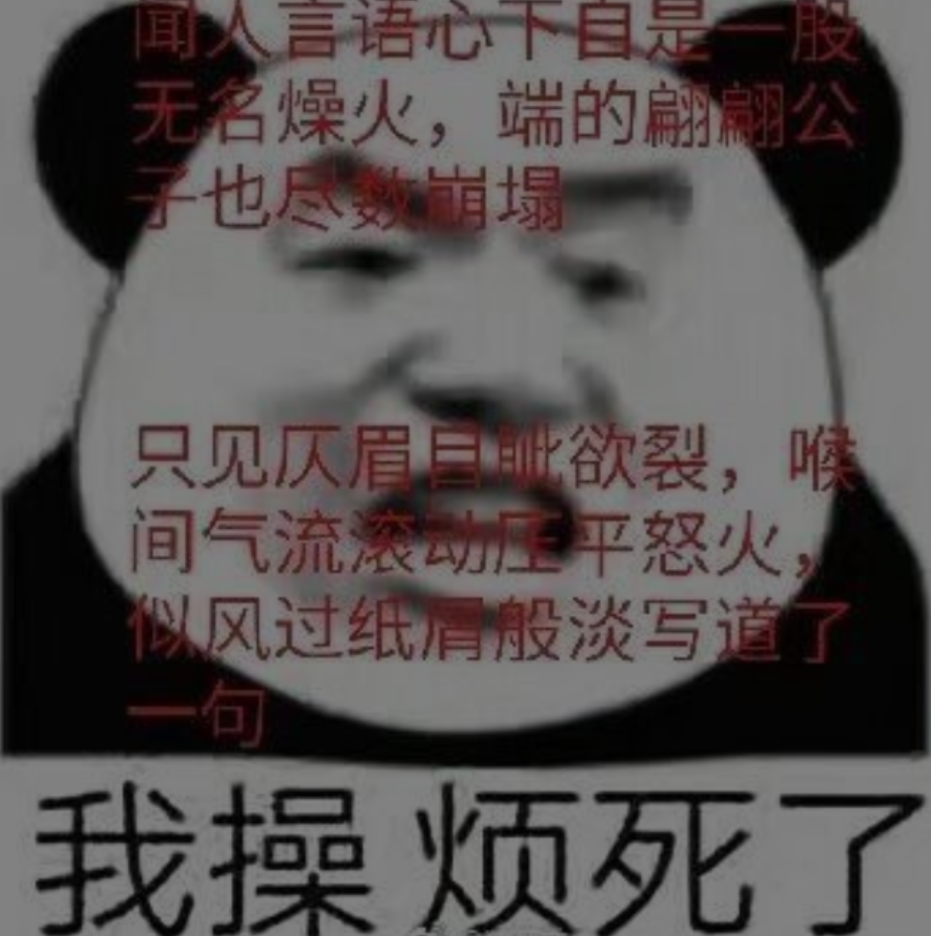 闻人言语心下自是一股
无名燥火，端的翩翩公
子也尽数崩塌
只见仄眉目眦欲裂，喉
间气流滚动压平怒火，
似风过纸屑般淡写道了
一句
我操 烦死了